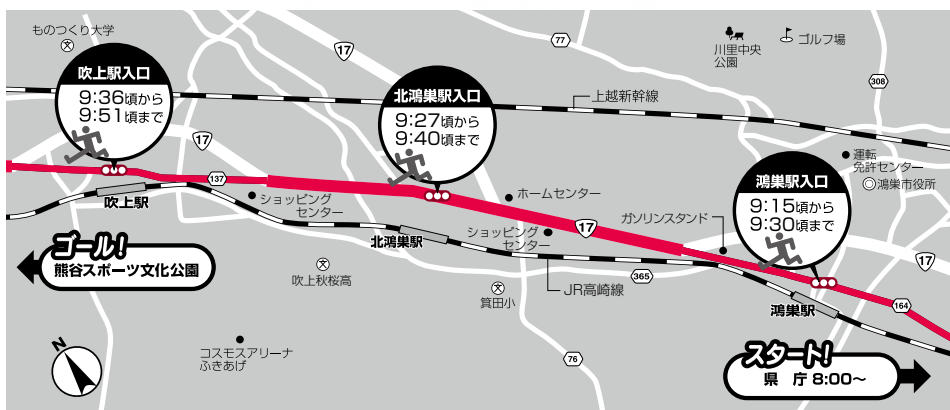 ものつくり大学
文
吹上駅入口
9:36頃から
9:51頃まで
17
北鴻巣駅入口
9:27頃から
9:40頃まで
77
川里中央
公園
ゴルフ場
308
上越新幹線
運転
免許センター
鴻巣市役所
鴻巣駅入口
9:15頃から
9:30頃まで
17
137
吹上駅
ショッピング
センター
ホームセンター
ショッピング
センター
17
ガソリンスタンド
北鴻巣駅
17
ゴール!
熊谷スポーツ文化公園
文
吹上秋桜高
文
箕田小
JR高崎線
365
鴻巣駅
164
N
コスモスアリーナ
ふきあげ
76
スタート!
県 庁 8:00〜